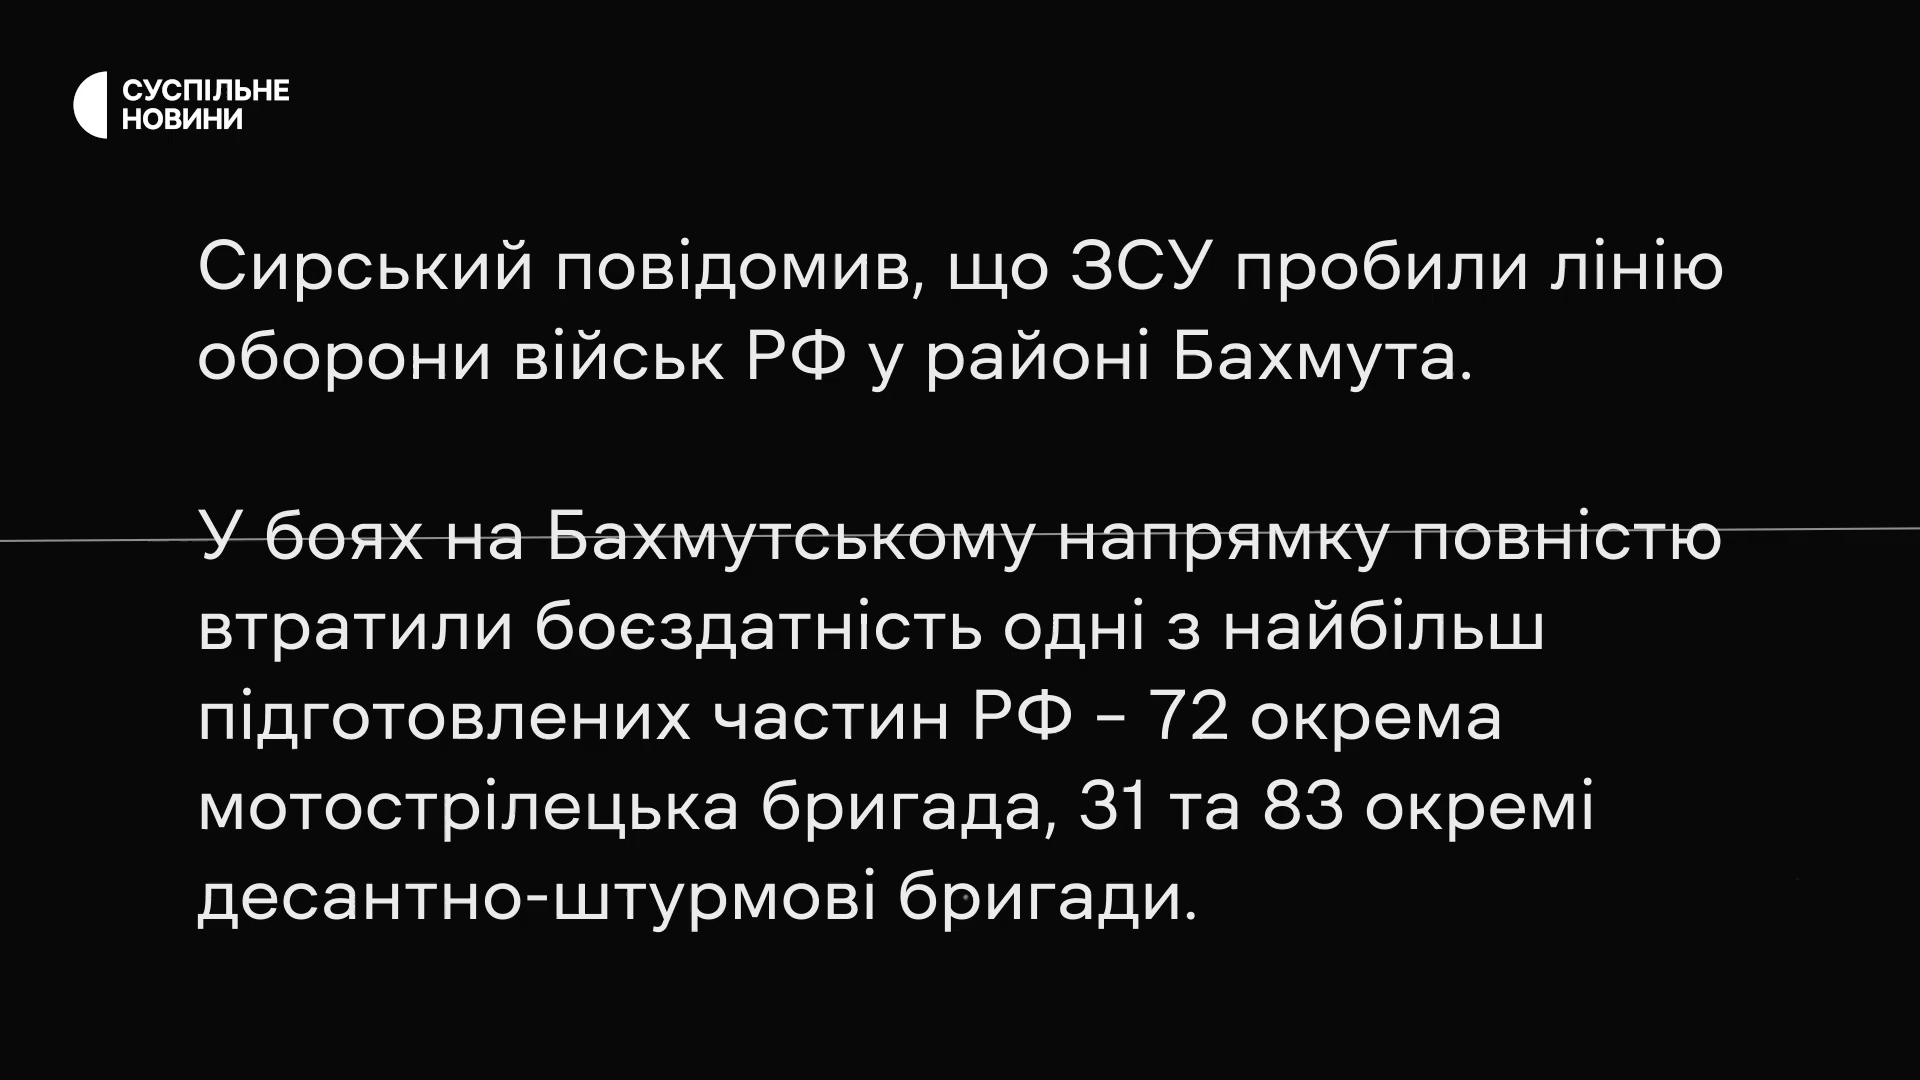 СУСПІЛЬНЕ
НОВИНИ
Сирський повідомив, що ЗСУ пробили лінію
оборони військ РФ у районі Бахмута.
У боях на Бахмутському напрямку повністю
втратили боєздатність одні з найбільш
підготовлених частин РФ – 72 окрема
мотострілецька бригада, 31 та 83 окремі
десантно-штурмові бригади.